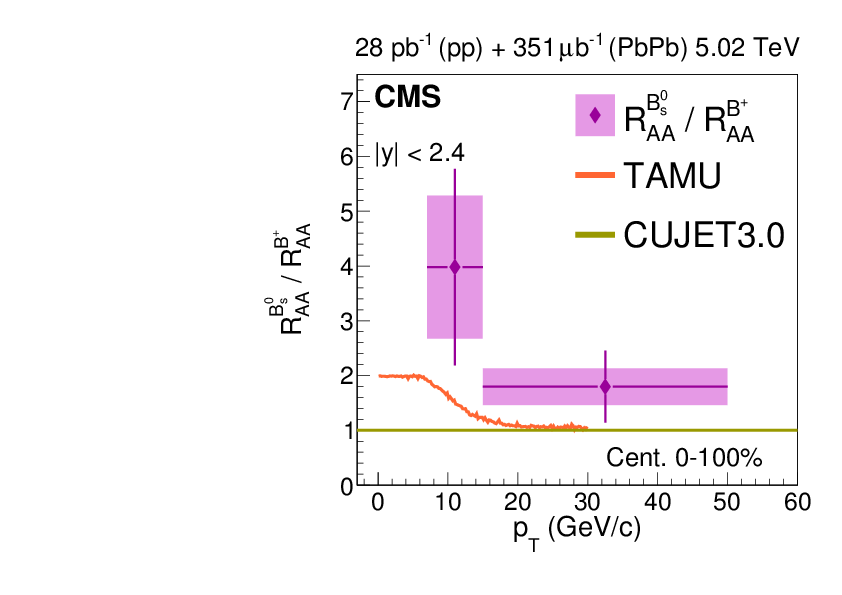 28 pb⁻¹ (pp) + 351 μb⁻¹ (PbPb) 5.02 TeV
CMS
|y| < 2.4
R_AA^{B_s^0} / R_AA^{B^+}
TAMU
CUJET3.0
R_AA^{B_s^0} / R_AA^{B^+}
7
6
5
4
3
2
1
0
Cent. 0-100%
0 10 20 30 40 50 60
p_T (GeV/c)